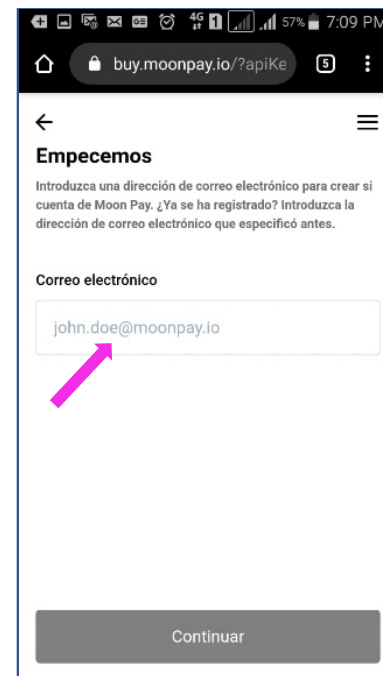 4G 1 57% 7:09 PM
buy.moonpay.io/?apiKe 5
Empecemos
Introduzca una dirección de correo electrónico para crear si
cuenta de Moon Pay. ¿Ya se ha registrado? Introduzca la
dirección de correo electrónico que especificó antes.
Correo electrónico
john.doe@moonpay.io
Continuar